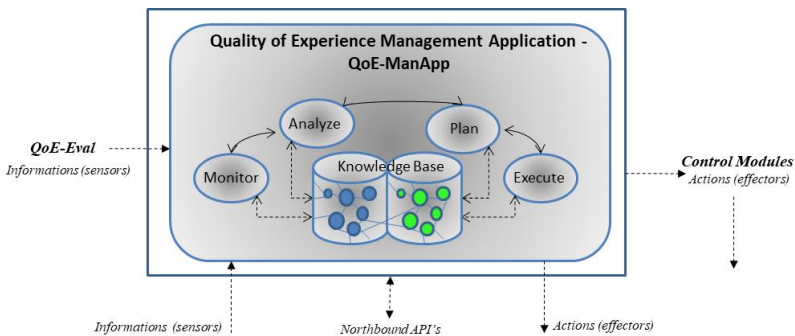 Quality of Experience Management Application -
QoE-ManApp
Analyze
Plan
QoE-Eval
Informations (sensors)
Monitor
Knowledge Base
Execute
Control Modules
Actions (effectors)
Informations (sensors)
Northbound API's
Actions (effectors)